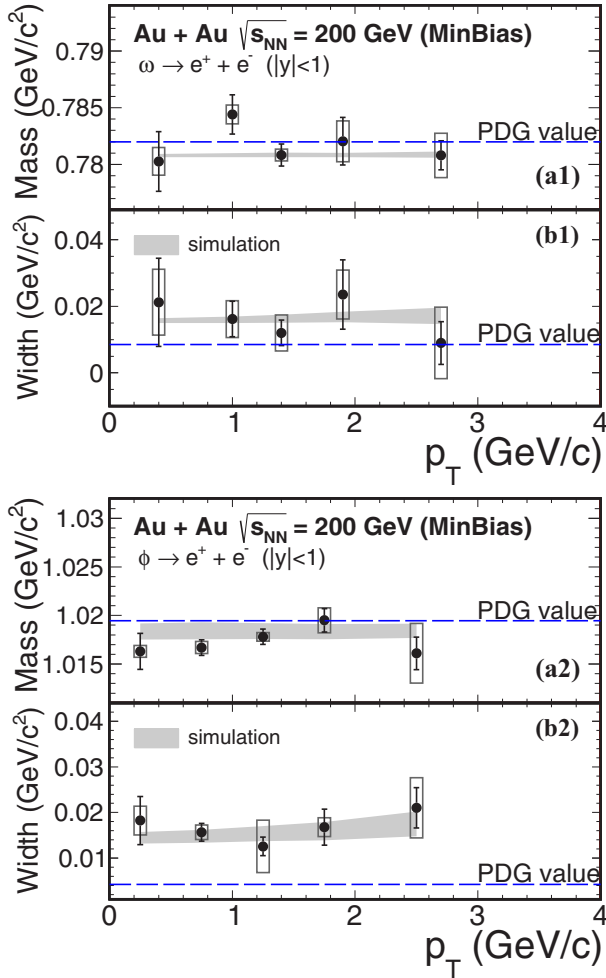 Au + Au √sNN = 200 GeV (MinBias)
ω → e+ + e- (|y|<1)
Mass (GeV/c2)
0.79
0.785
0.78
PDG value
(a1)
Width (GeV/c2)
0.04
0.02
0
simulation
(b1)
PDG value
0 1 2 3 4
pT (GeV/c)
Au + Au √sNN = 200 GeV (MinBias)
ϕ → e+ + e- (|y|<1)
Mass (GeV/c2)
1.03
1.025
1.02
1.015
PDG value
(a2)
Width (GeV/c2)
0.04
0.03
0.02
0.01
simulation
(b2)
PDG value
0 1 2 3 4
pT (GeV/c)